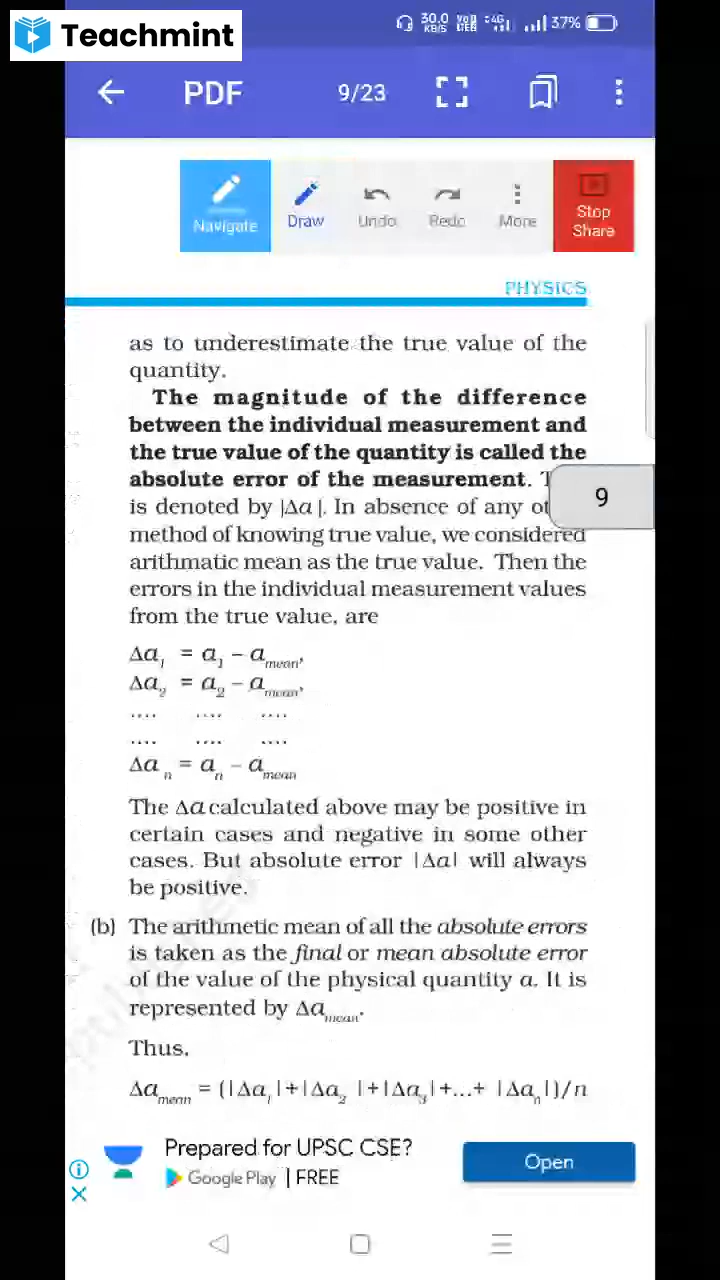 Teachmint
30.0 KB/S 4G 37%
PDF 9/23
Navigate Draw Undo Redo More Stop Share
PHYSICS
as to underestimate the true value of the
quantity.
The magnitude of the difference
between the individual measurement and
the true value of the quantity is called the
absolute error of the measurement.
is denoted by |Δa|. In absence of any
9
method of knowing true value, we considered
arithmatic mean as the true value. Then the
errors in the individual measurement values
from the true value, are
Δa₁ = a₁ – a_mean,
Δa₂ = a₂ – a_mean,
.... .... ....
.... .... ....
Δa_n = a_n – a_mean
The Δa calculated above may be positive in
certain cases and negative in some other
cases. But absolute error |Δa| will always
be positive.
(b) The arithmetic mean of all the absolute errors
is taken as the final or mean absolute error
of the value of the physical quantity a. It is
represented by Δa_mean.
Thus,
Δa_mean = (|Δa₁|+|Δa₂|+|Δa₃|+...+ |Δa_n|)/n
Prepared for UPSC CSE?
Google Play | FREE
Open